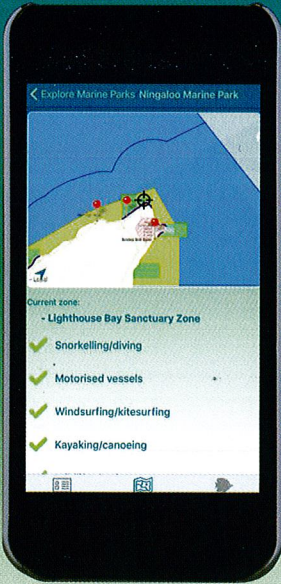 Explore Marine Parks Ningaloo Marine Park
Current zone:
- Lighthouse Bay Sanctuary Zone
Snorkelling/diving
Motorised vessels
Windsurfing/kitesurfing
Kayaking/canoeing